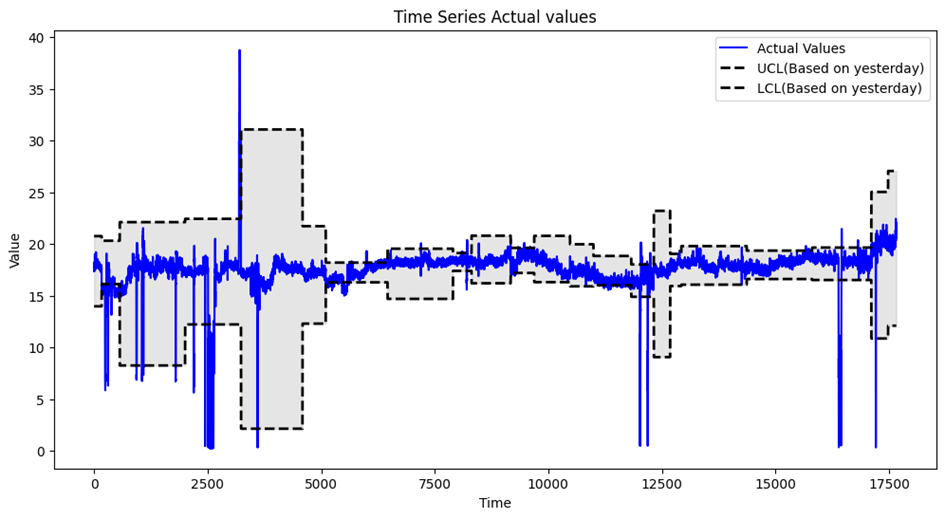 Time Series Actual values
Actual Values
UCL(Based on yesterday)
LCL(Based on yesterday)
Value
40
35
30
25
20
15
10
5
0
0 2500 5000 7500 10000 12500 15000 17500
Time